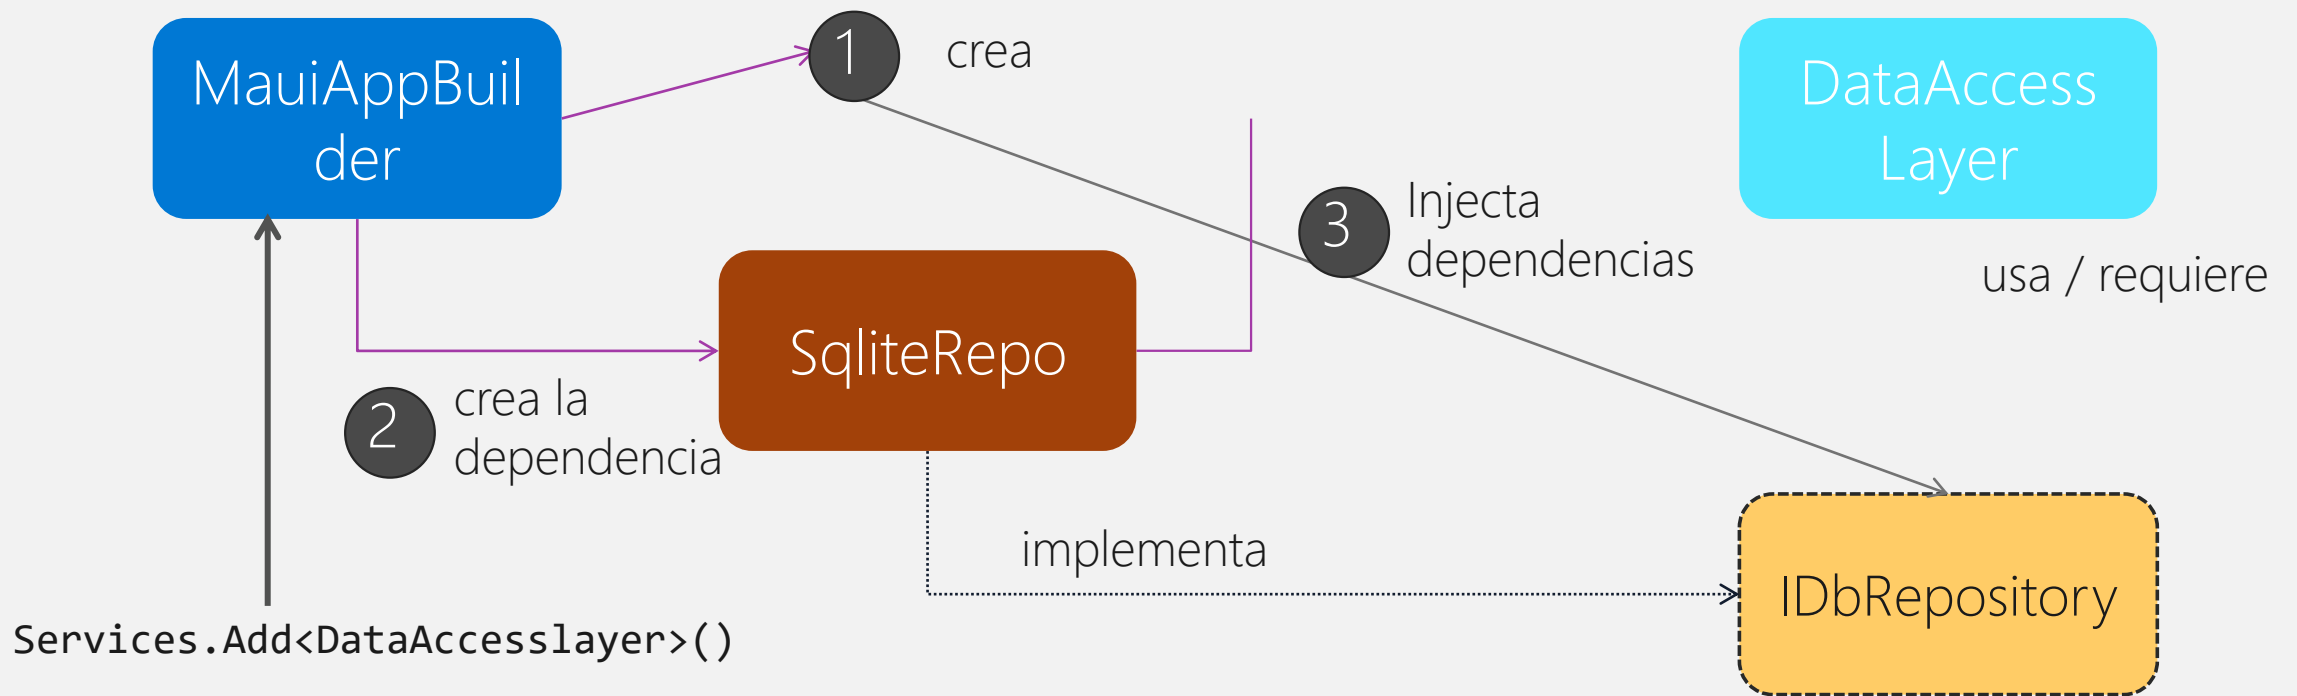 MauiAppBuil
der
1
crea
DataAccess
Layer
3
Injecta
dependencias
usa / requiere
SqliteRepo
2
crea la
dependencia
implementa
IDbRepository
Services.Add<DataAccesslayer>()